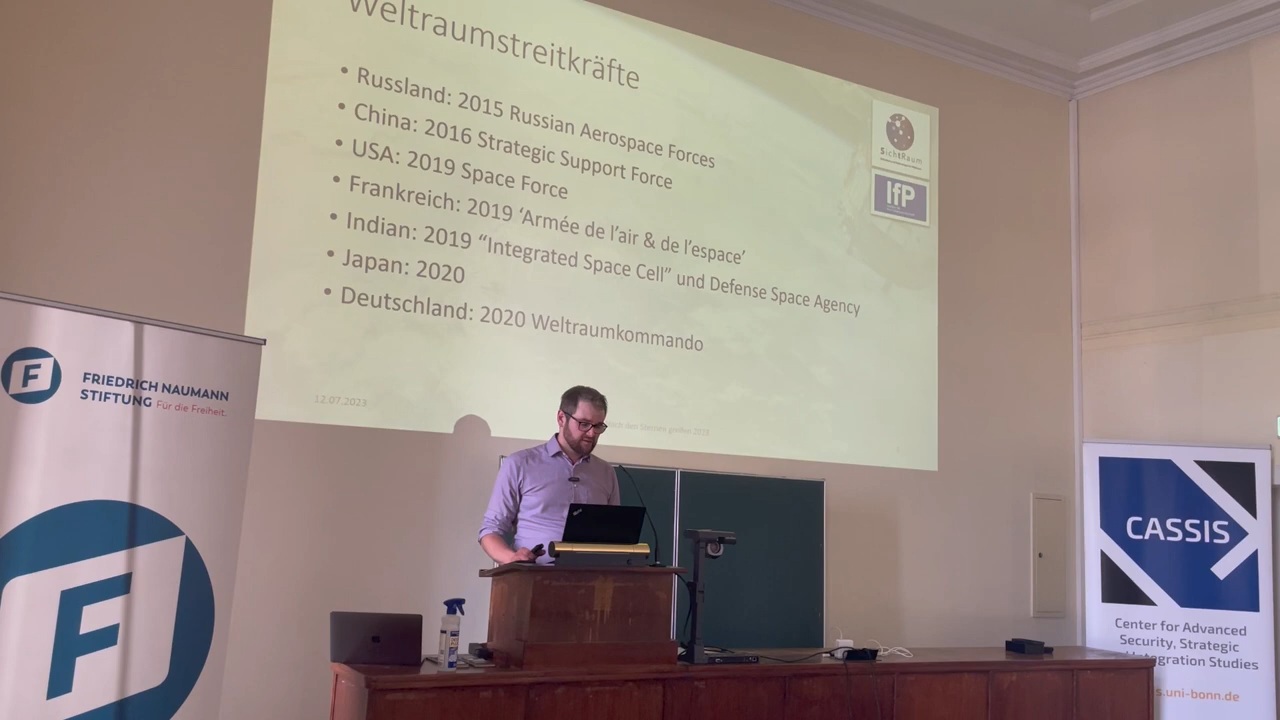 Weltraumstreitkräfte
• Russland: 2015 Russian Aerospace Forces
• China: 2016 Strategic Support Force
• USA: 2019 Space Force
• Frankreich: 2019 ‘Armée de l’air & de l’espace’
• Indian: 2019 “Integrated Space Cell” und Defense Space Agency
• Japan: 2020
• Deutschland: 2020 Weltraumkommando
12.07.2023
SichtRaum
IfP
F
FRIEDRICH NAUMANN
STIFTUNG Für die Freiheit.
F
CASSIS
Center for Advanced
Security, Strategic
Integration Studies
s.uni-bonn.de